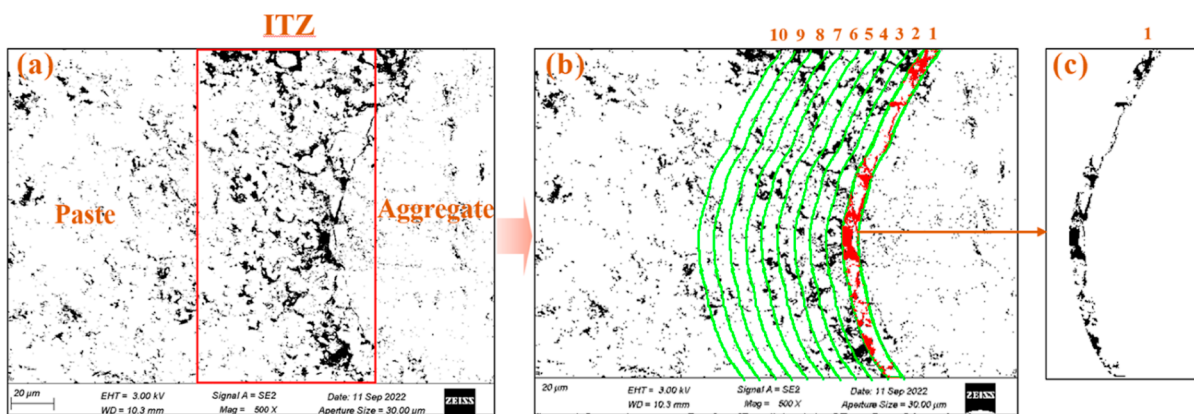 ITZ
(a)
Paste
Aggregate
20 μm
EHT = 3.00 kV
WD = 10.3 mm
Signal A = SE2
Mag = 500 X
Date: 11 Sep 2022
Aperture Size = 30.00 μm
ZEISS
10 9 8 7 6 5 4 3 2 1
(b)
20 μm
EHT = 3.00 kV
WD = 10.3 mm
Signal A = SE2
Mag = 500 X
Date: 11 Sep 2022
Aperture Size = 30.00 μm
ZEISS
1
(c)